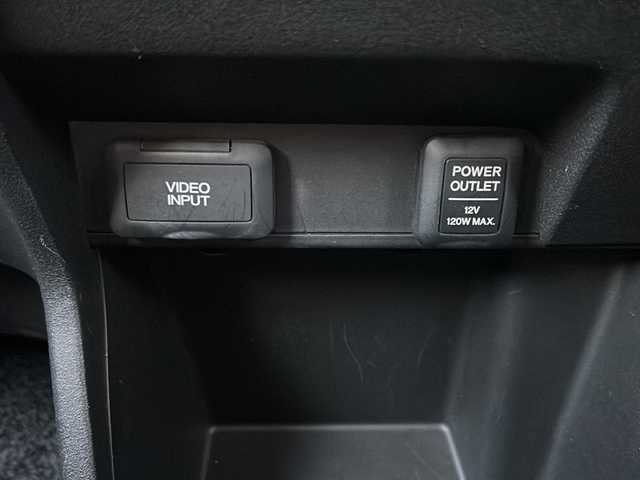 VIDEO
INPUT
POWER
OUTLET
12V
120W MAX.